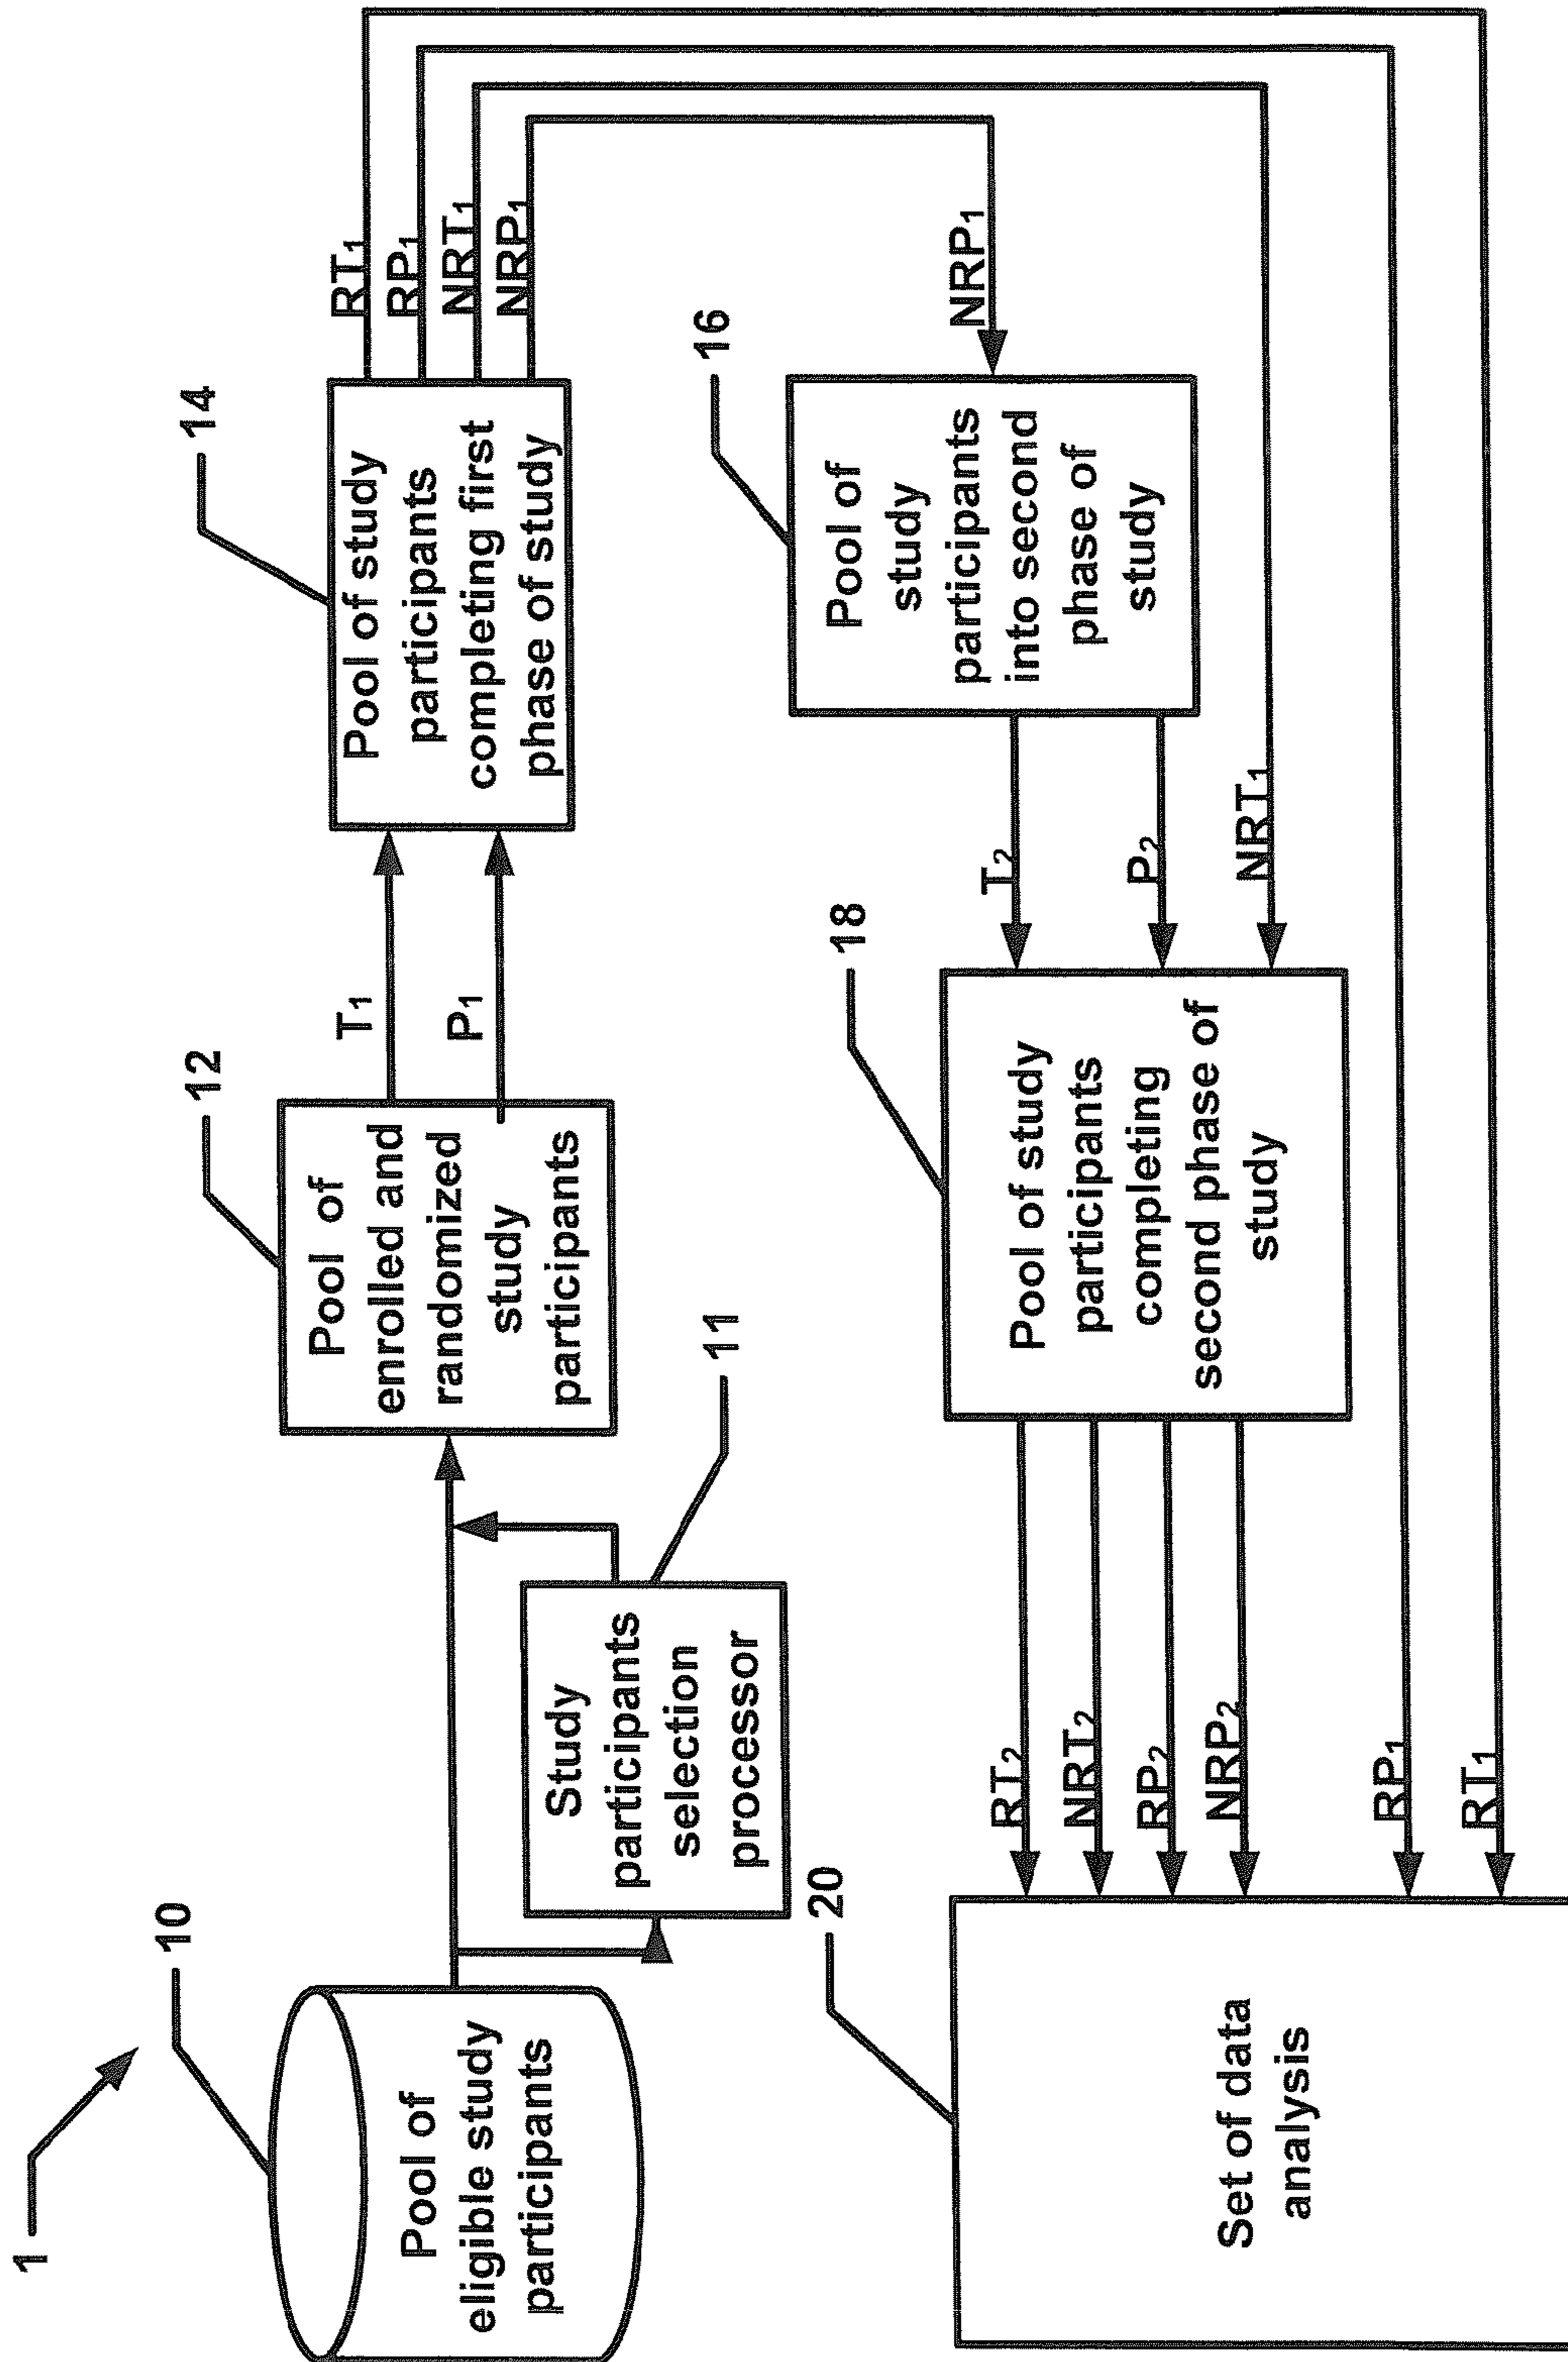 1
10
Pool of
eligible study
participants
Study
participants
selection
processor
11
12
Pool of
enrolled and
randomized
study
participants
T₁
P₁
14
Pool of study
participants
completing first
phase of study
RT₁
RP₁
NRT₁
NRP₁
NRP₁
16
Pool of
study
participants
into second
phase of
study
T₂
P₂
NRT₁
18
Pool of study
participants
completing
second phase of
study
RT₂
NRT₂
RP₂
NRP₂
RP₁
RT₁
20
Set of data
analysis